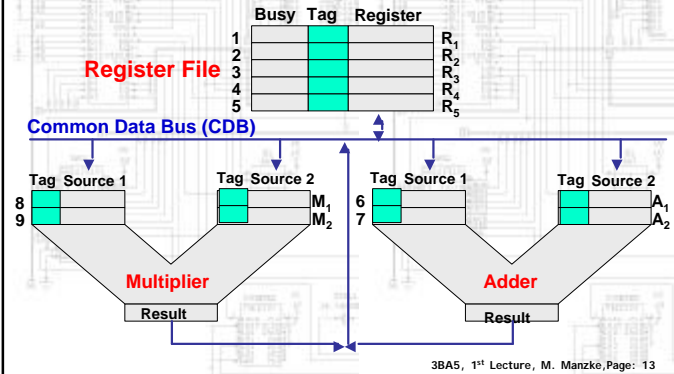 Busy Tag Register
1 R1
2 R2
Register File 3 R3
4 R4
5 R5
Common Data Bus (CDB)
Tag Source 1 Tag Source 2 Tag Source 1 Tag Source 2
8 M1 6 A1
9 M2 7 A2
Multiplier Adder
Result Result
3BA5, 1st Lecture, M. Manzke,Page: 13